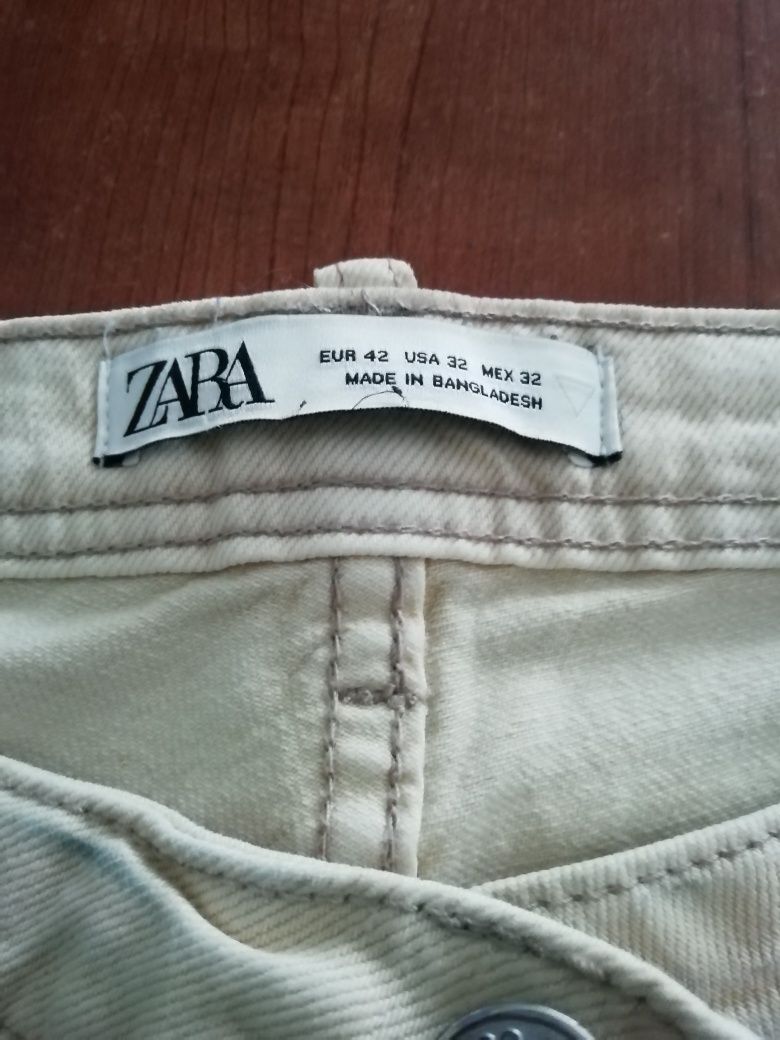 ZARA
EUR 42 USA 32 MEX 32
MADE IN BANGLADESH